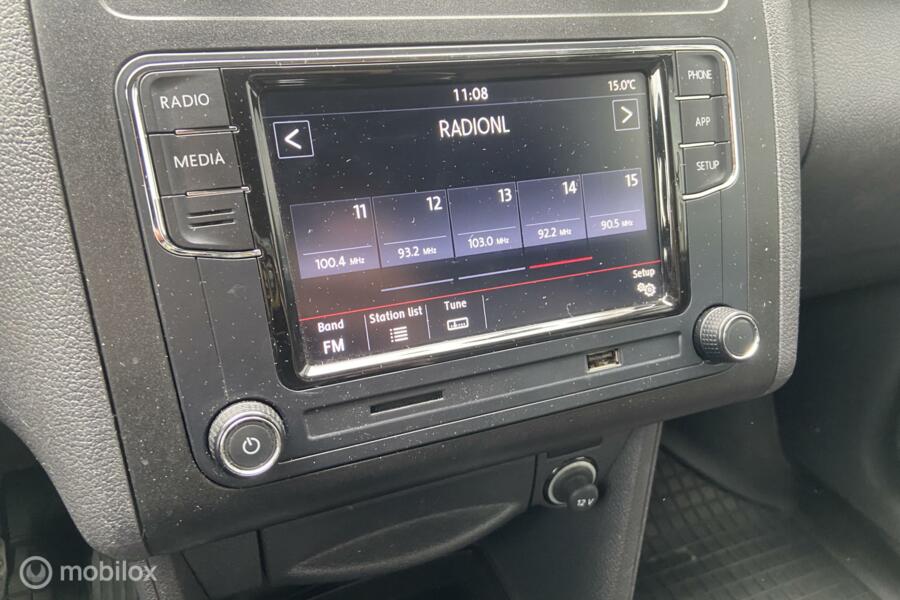 RADIO
MEDIA
11:08
15.0°C
<
RADIONL
>
11
12
13
14
15
100.4 MHz
93.2 MHz
103.0 MHz
92.2 MHz
90.5 MHz
Band
FM
Station list
Tune
Setup
PHONE
APP
SETUP
12 V
mobilox